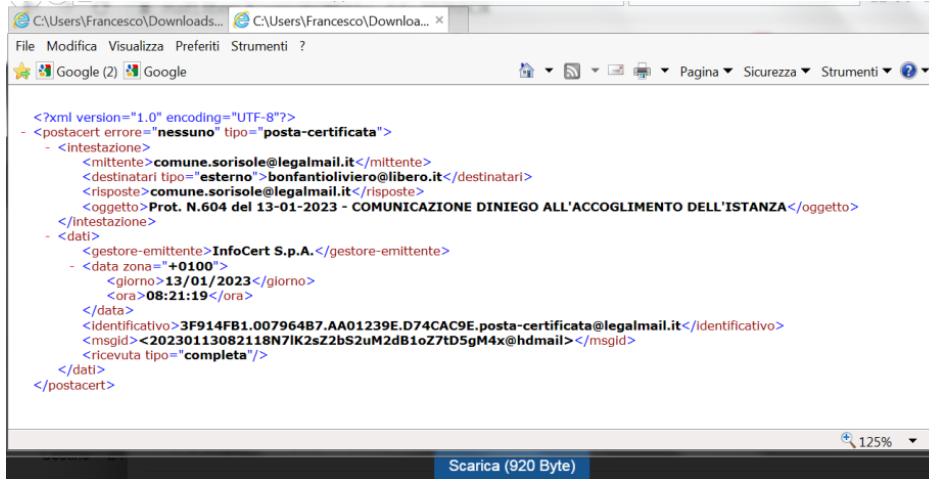 C:\Users\Francesco\Downloads... C:\Users\Francesco\Downloa... ×
File Modifica Visualizza Preferiti Strumenti ?
Google (2) Google Pagina Sicurezza Strumenti
<?xml version="1.0" encoding="UTF-8"?>
- <postacert errore="nessuno" tipo="posta-certificata">
- <intestazione>
<mittente>comune.sorisole@legalmail.it</mittente>
<destinatari tipo="esterno">bonfantioliviero@libero.it</destinatari>
<risposte>comune.sorisole@legalmail.it</risposte>
<oggetto>Prot. N.604 del 13-01-2023 - COMUNICAZIONE DINIEGO ALL'ACCOGLIMENTO DELL'ISTANZA</oggetto>
</intestazione>
- <dati>
<gestore-emittente>InfoCert S.p.A.</gestore-emittente>
- <data zona="+0100">
<giorno>13/01/2023</giorno>
<ora>08:21:19</ora>
</data>
<identificativo>3F914FB1.007964B7.AA01239E.D74CAC9E.posta-certificata@legalmail.it</identificativo>
<msgid><20230113082118N7lK2sZ2bS2uM2dB1oZ7tD5gM4x@hdmail></msgid>
<ricevuta tipo="completa"/>
</dati>
</postacert>
125%
Scarica (920 Byte)